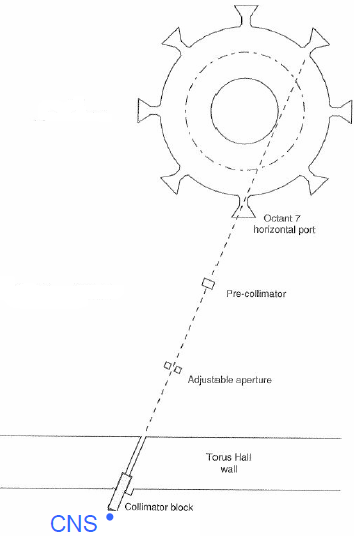 Octant 7
horizontal port
Pre-collimator
Adjustable aperture
Torus Hall
wall
Collimator block
CNS